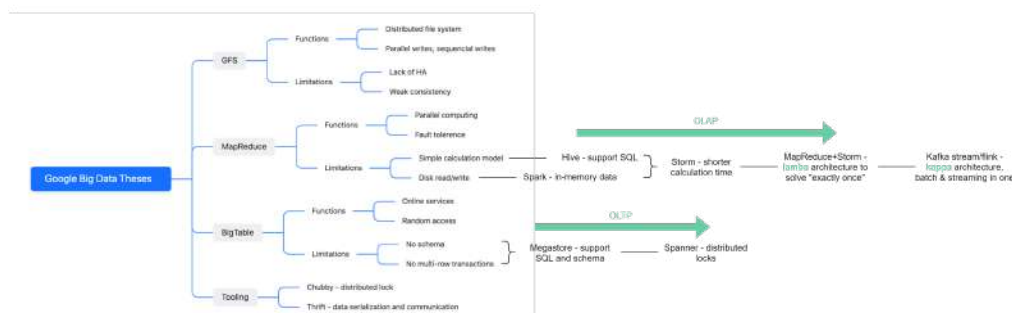 Google Big Data Theses
GFS
Functions
Distributed file system
Parallel writes, sequencial writes
Limitations
Lack of HA
Weak consistency
MapReduce
Functions
Parallel computing
Fault tolerence
Limitations
Simple calculation model
Disk read/write
Hive - support SQL
Spark - in-memory data
Storm - shorter
calculation time
OLAP
MapReduce+Storm -
lamba architecture to
solve "exactly once"
Kafka stream/flink -
kappa architecture,
batch & streaming in one
BigTable
Functions
Online services
Random access
Limitations
No schema
No multi-row transactions
OLTP
Megastore - support
SQL and schema
Spanner - distributed
locks
Tooling
Chubby - distributed lock
Thrift - data serialization and communication